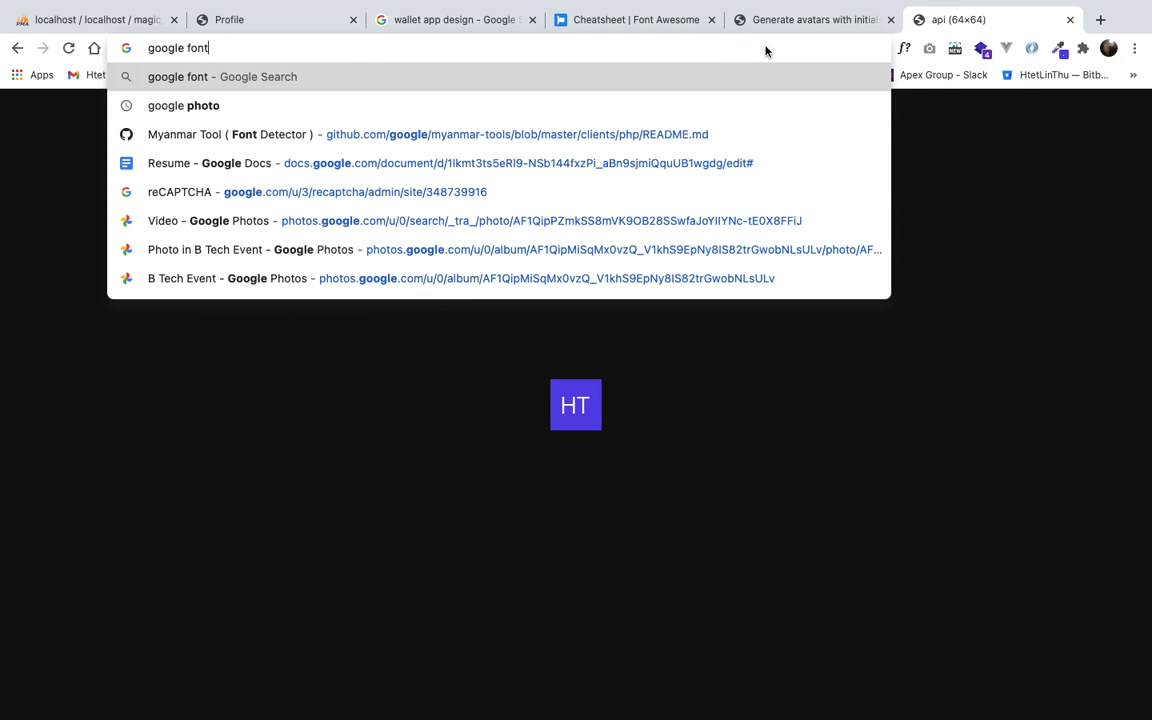 localhost / localhost / magic
Profile
wallet app design - Google S
Cheatsheet | Font Awesome
Generate avatars with initial
api (64×64)
google font
f?
NEW
4
Apps
Htet
Apex Group - Slack
HtetLinThu — Bitb...
»
google font - Google Search
google photo
Myanmar Tool ( Font Detector ) - github.com/google/myanmar-tools/blob/master/clients/php/README.md
Resume - Google Docs - docs.google.com/document/d/1lkmt3ts5eRl9-NSb144fxzPi_aBn9sjmiQquUB1wgdg/edit#
reCAPTCHA - google.com/u/3/recaptcha/admin/site/348739916
Video - Google Photos - photos.google.com/u/0/search/_tra_/photo/AF1QipPZmkSS8mVK9OB28SSwfaJoYIIYNc-tE0X8FFiJ
Photo in B Tech Event - Google Photos - photos.google.com/u/0/album/AF1QipMiSqMx0vzQ_V1khS9EpNy8IS82trGwobNLsULv/photo/AF...
B Tech Event - Google Photos - photos.google.com/u/0/album/AF1QipMiSqMx0vzQ_V1khS9EpNy8IS82trGwobNLsULv
HT